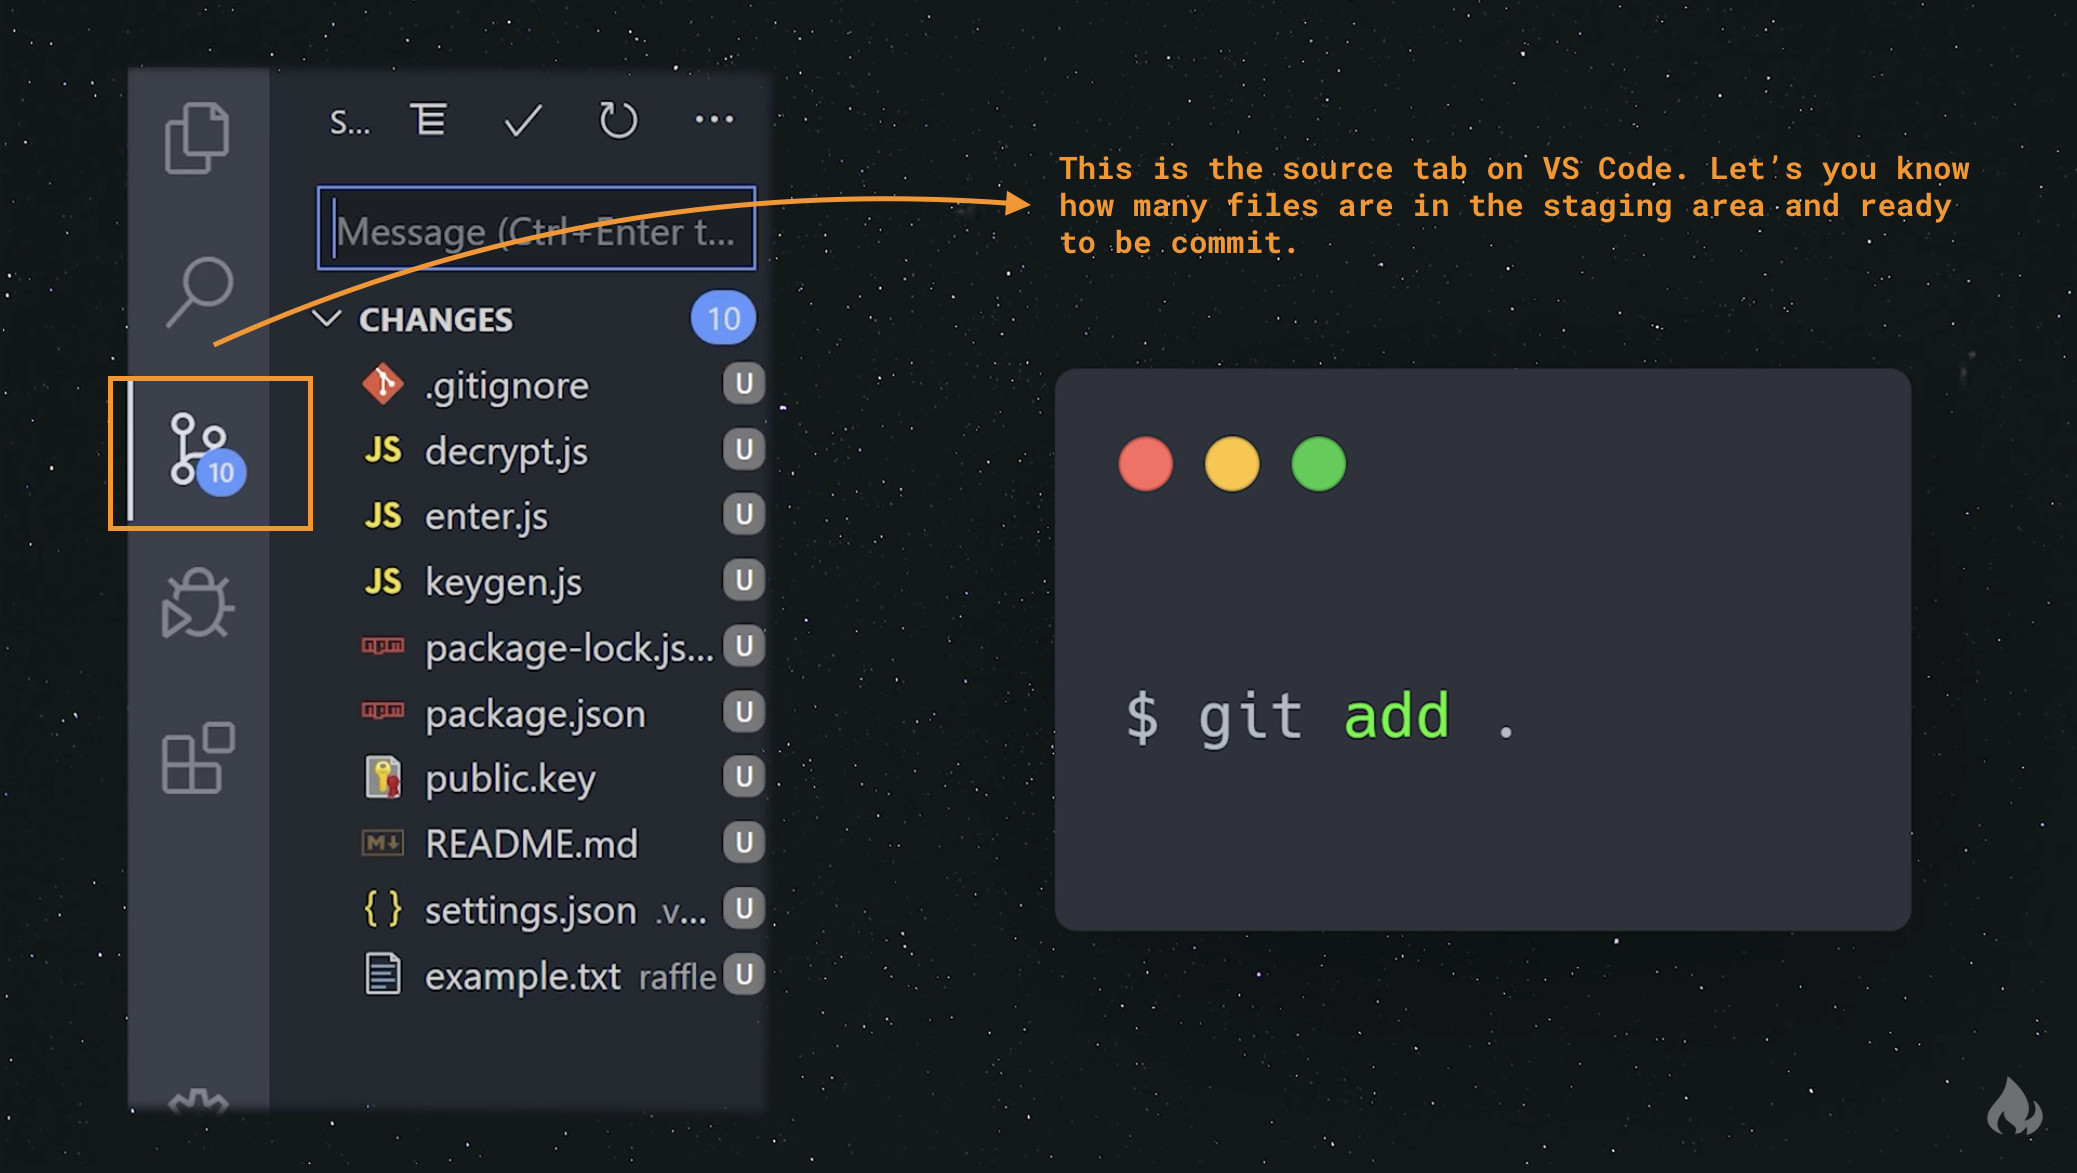 S...
Message (Ctrl+Enter t...
CHANGES 10
.gitignore U
10
JS decrypt.js U
JS enter.js U
JS keygen.js U
npm package-lock.js... U
npm package.json U
public.key U
M README.md U
{ } settings.json .v... U
example.txt raffle U
This is the source tab on VS Code. Let’s you know
how many files are in the staging area and ready
to be commit.
$ git add .